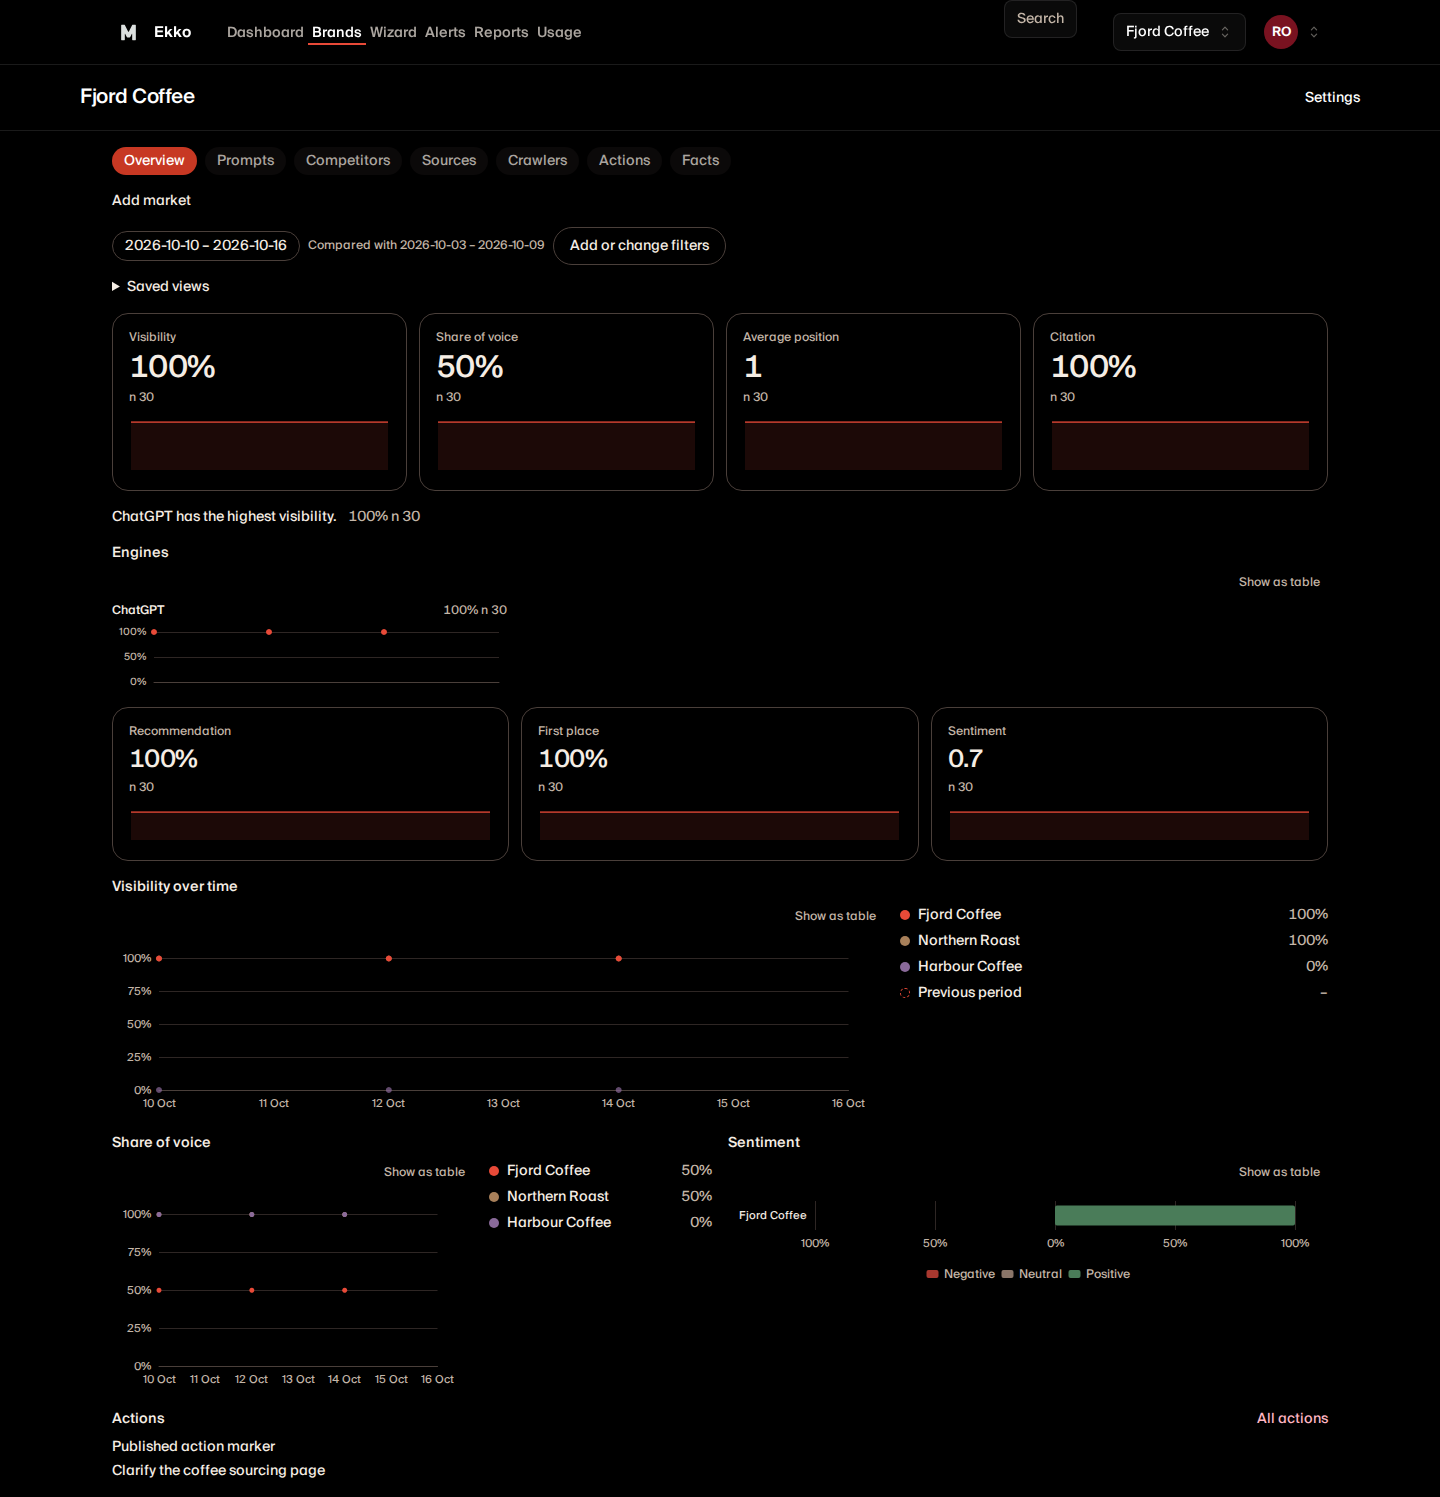 Ekko Dashboard Brands Wizard Alerts Reports Usage Search Fjord Coffee RO
Fjord Coffee Settings
Overview Prompts Competitors Sources Crawlers Actions Facts
Add market
2026-10-10 – 2026-10-16 Compared with 2026-10-03 – 2026-10-09 Add or change filters
Saved views
Visibility Share of voice Average position Citation
100% 50% 1 100%
n 30 n 30 n 30 n 30
ChatGPT has the highest visibility. 100% n 30
Engines
Show as table
ChatGPT 100% n 30
100%
50%
0%
Recommendation First place Sentiment
100% 100% 0.7
n 30 n 30 n 30
Visibility over time
Show as table
Fjord Coffee 100%
Northern Roast 100%
Harbour Coffee 0%
Previous period –
100%
75%
50%
25%
0%
10 Oct 11 Oct 12 Oct 13 Oct 14 Oct 15 Oct 16 Oct
Share of voice
Show as table
Fjord Coffee 50%
Northern Roast 50%
Harbour Coffee 0%
100%
75%
50%
25%
0%
10 Oct 11 Oct 12 Oct 13 Oct 14 Oct 15 Oct 16 Oct
Sentiment
Show as table
Fjord Coffee
100% 50% 0% 50% 100%
Negative Neutral Positive
Actions All actions
Published action marker
Clarify the coffee sourcing page